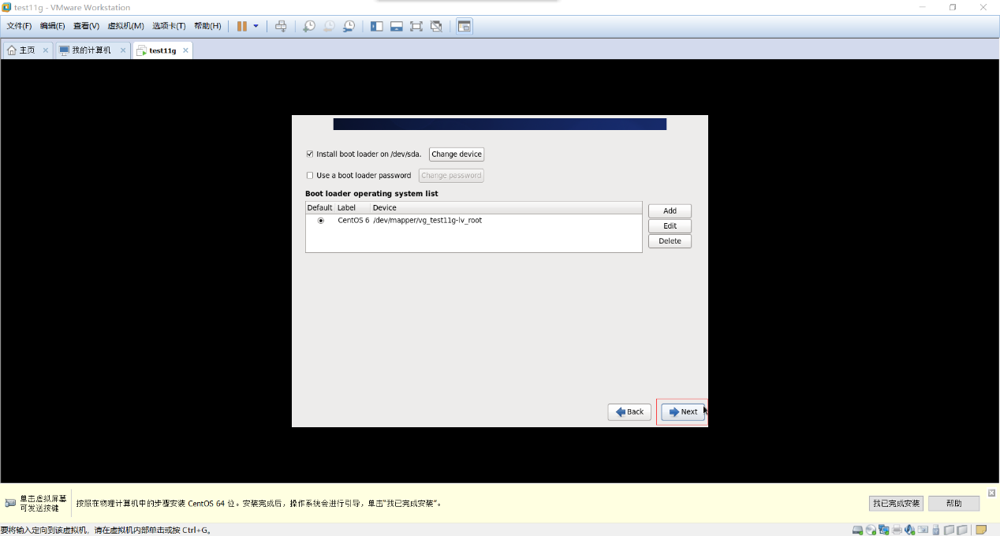 test11g - VMware Workstation
文件(F) 编辑(E) 查看(V) 虚拟机(M) 选项卡(T) 帮助(H)
主页 我的计算机 test11g
Install boot loader on /dev/sda. Change device
Use a boot loader password Change password
Boot loader operating system list
Default Label Device
CentOS 6 /dev/mapper/vg_test11g-lv_root
Add
Edit
Delete
Back Next
单击虚拟屏幕
可发送按键
按照在物理计算机中的步骤安装 CentOS 64 位。安装完成后，操作系统会进行引导，单击“我已完成安装”。
我已完成安装 帮助
要将输入定向到该虚拟机，请在虚拟机内部单击或按 Ctrl+G。